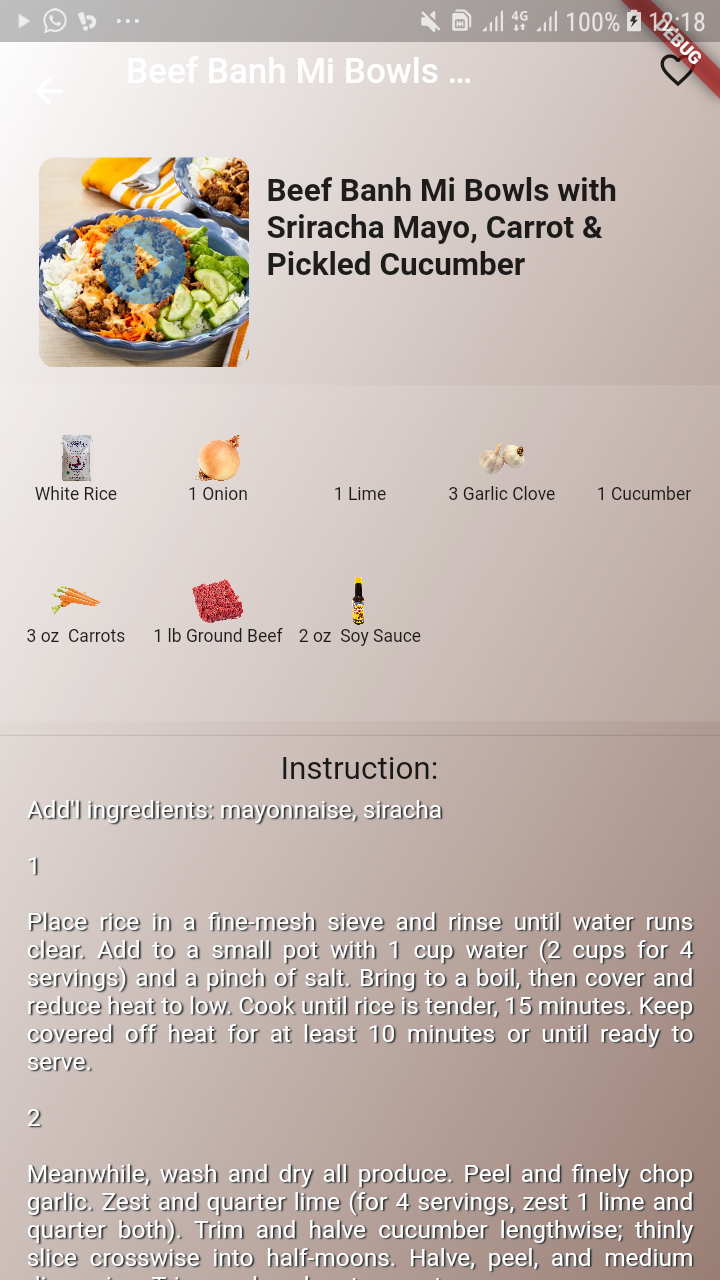 4G 100% 12:18
DEBUG
Beef Banh Mi Bowls ...
Beef Banh Mi Bowls with
Sriracha Mayo, Carrot &
Pickled Cucumber
White Rice
1 Onion
1 Lime
3 Garlic Clove
1 Cucumber
3 oz  Carrots
1 lb Ground Beef
2 oz  Soy Sauce
Instruction:
Add'l ingredients: mayonnaise, siracha
1
Place rice in a fine-mesh sieve and rinse until water runs
clear. Add to a small pot with 1 cup water (2 cups for 4
servings) and a pinch of salt. Bring to a boil, then cover and
reduce heat to low. Cook until rice is tender, 15 minutes. Keep
covered off heat for at least 10 minutes or until ready to
serve.
2
Meanwhile, wash and dry all produce. Peel and finely chop
garlic. Zest and quarter lime (for 4 servings, zest 1 lime and
quarter both). Trim and halve cucumber lengthwise; thinly
slice crosswise into half-moons. Halve, peel, and medium